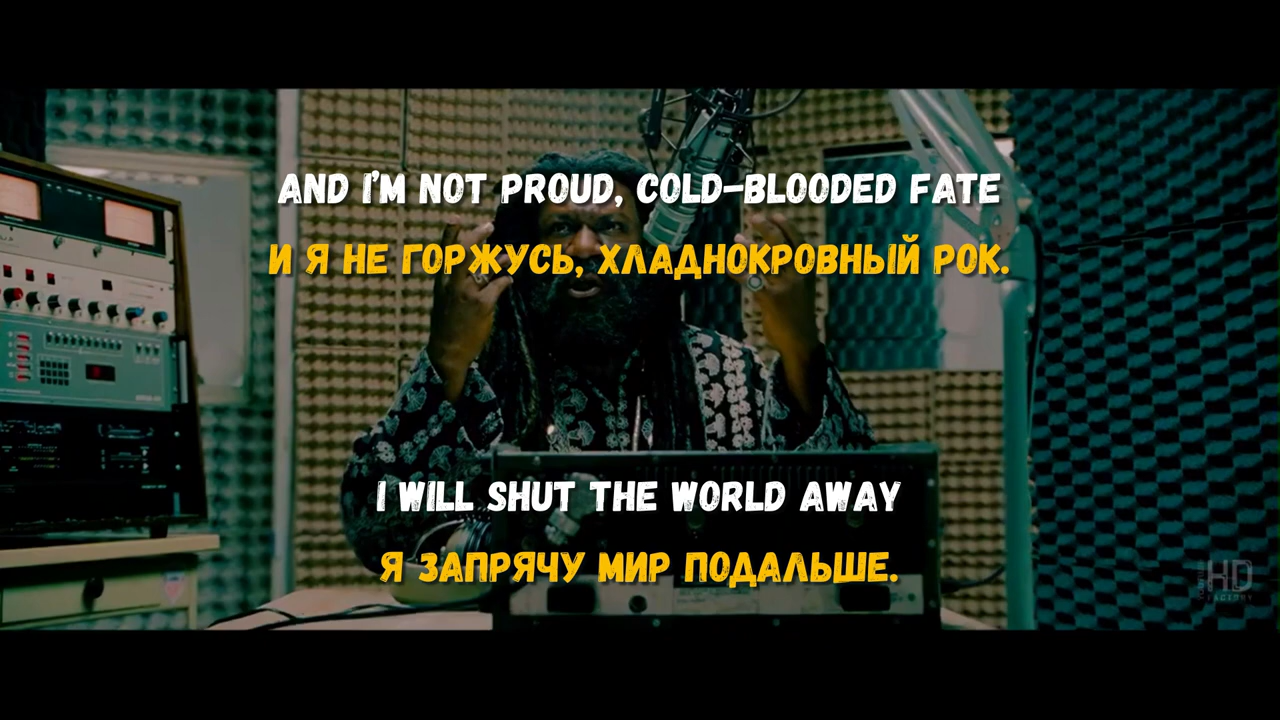 AND I'M NOT PROUD, COLD-BLOODED FATE
И Я НЕ ГОРЖУСЬ, ХЛАДНОКРОВНЫЙ РОК.
I WILL SHUT THE WORLD AWAY
Я ЗАПРЯЧУ МИР ПОДАЛЬШЕ.
HD
FACTORY